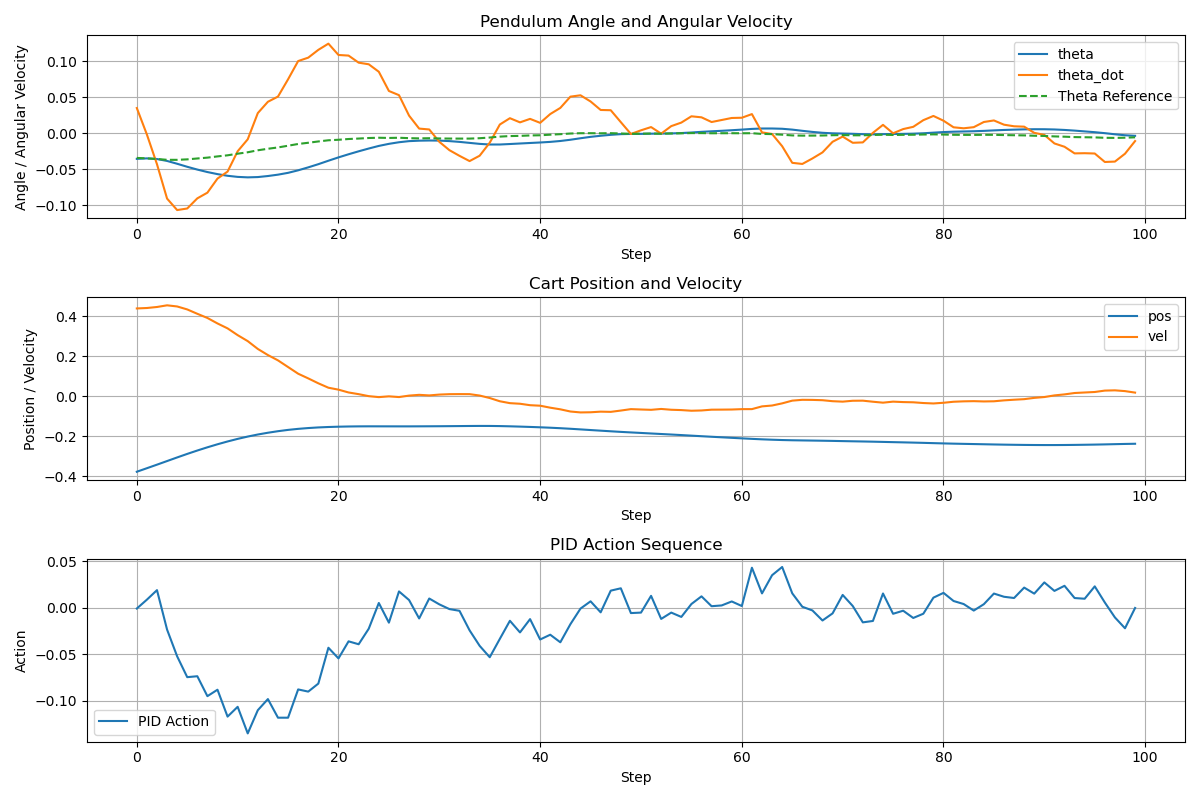 Pendulum Angle and Angular Velocity
Angle / Angular Velocity
0.10
0.05
0.00
−0.05
−0.10
theta
theta_dot
Theta Reference
0 20 40 60 80 100
Step
Cart Position and Velocity
Position / Velocity
0.4
0.2
0.0
−0.2
−0.4
pos
vel
0 20 40 60 80 100
Step
PID Action Sequence
Action
0.05
0.00
−0.05
−0.10
PID Action
0 20 40 60 80 100
Step